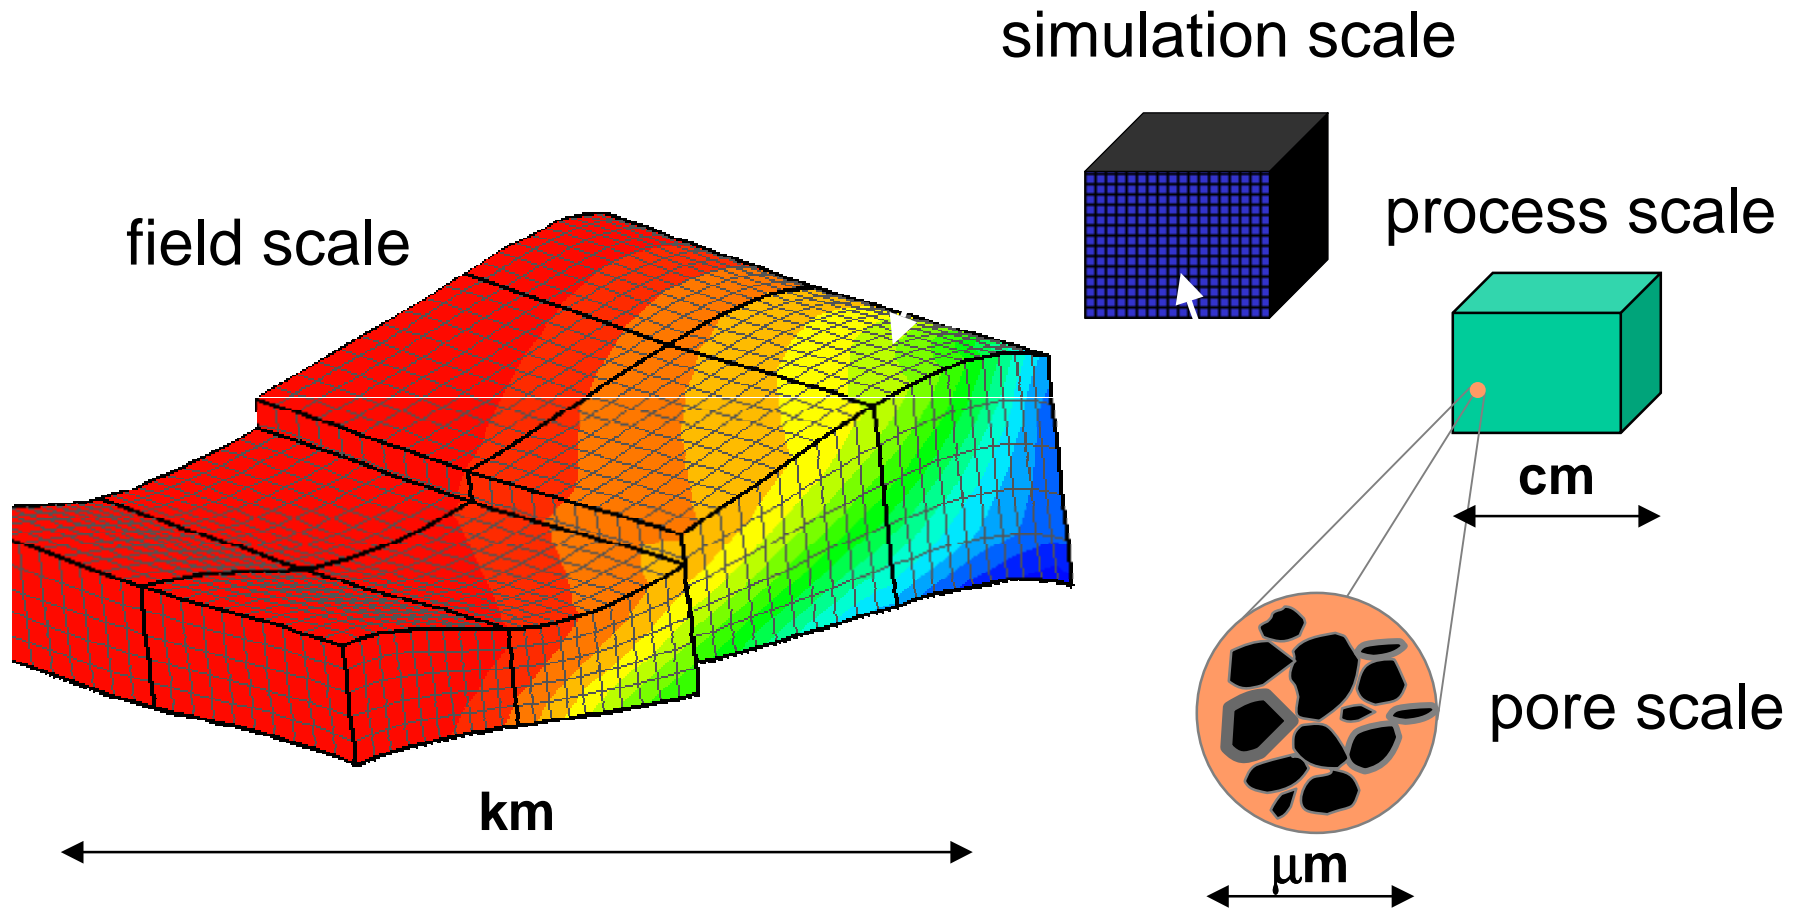 simulation scale
process scale
field scale
cm
pore scale
km
μm